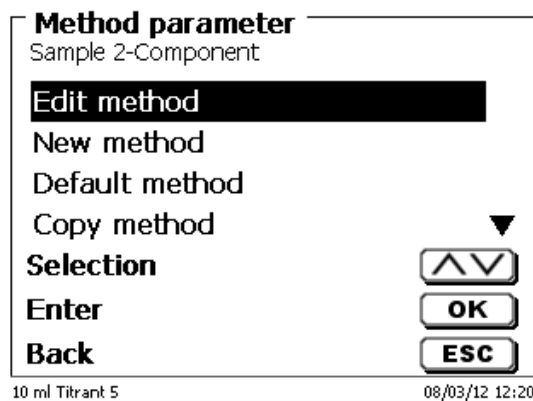 Method parameter
Sample 2-Component
Edit method
New method
Default method
Copy method
Selection
Enter OK
Back ESC
10 ml Titrant 5 08/03/12 12:20